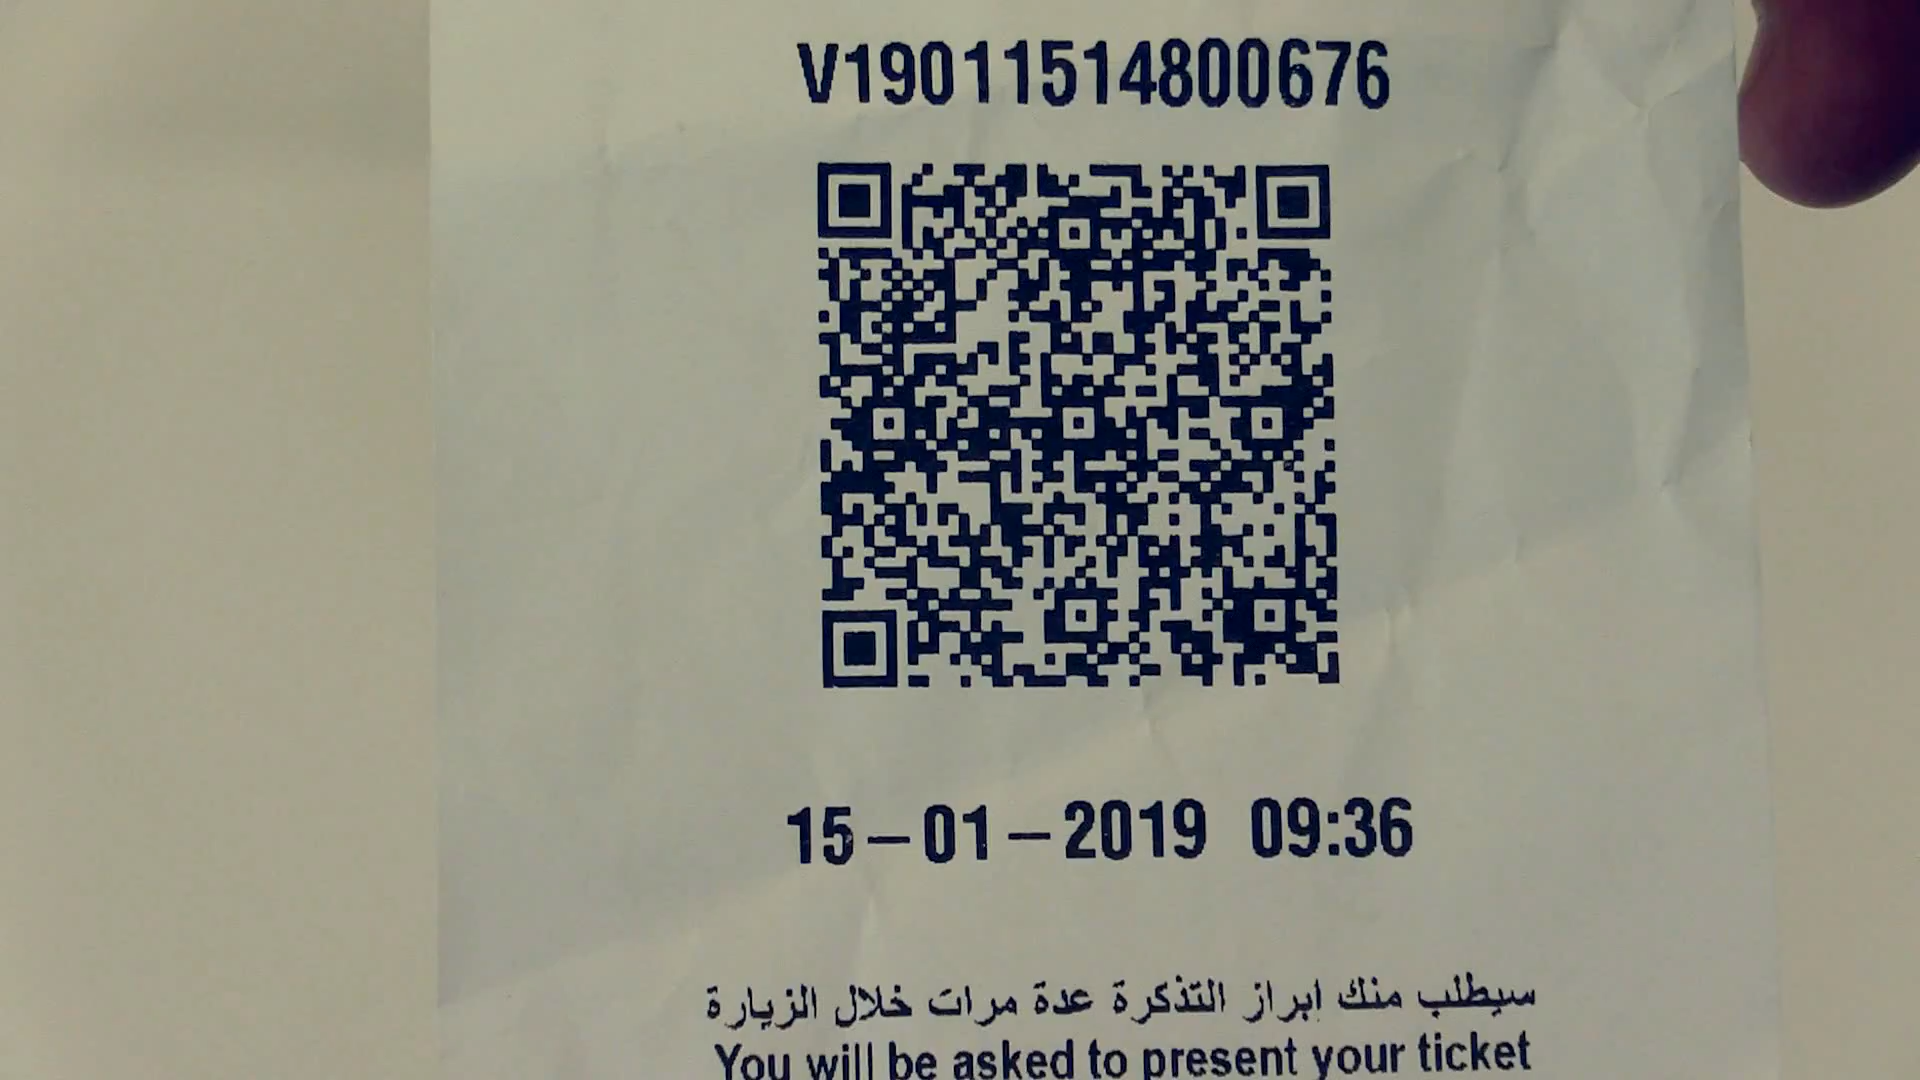 V19011514800676
15-01-2019 09:36
سيطلب منك إبراز التذكرة عدة مرات خلال الزيارة
You will be asked to present your ticket